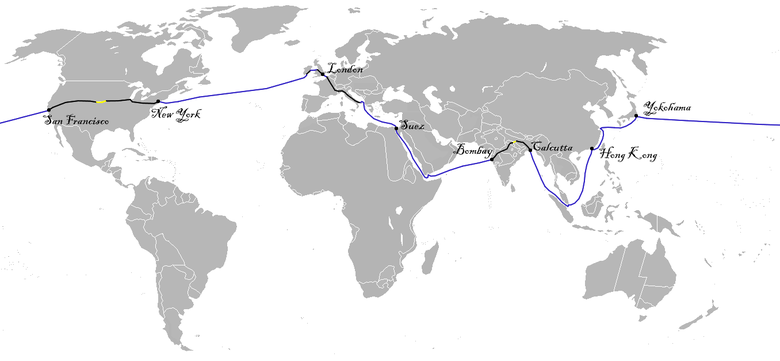 London
San Francisco
New York
Suez
Yokohama
Bombay
Calcutta
Hong Kong